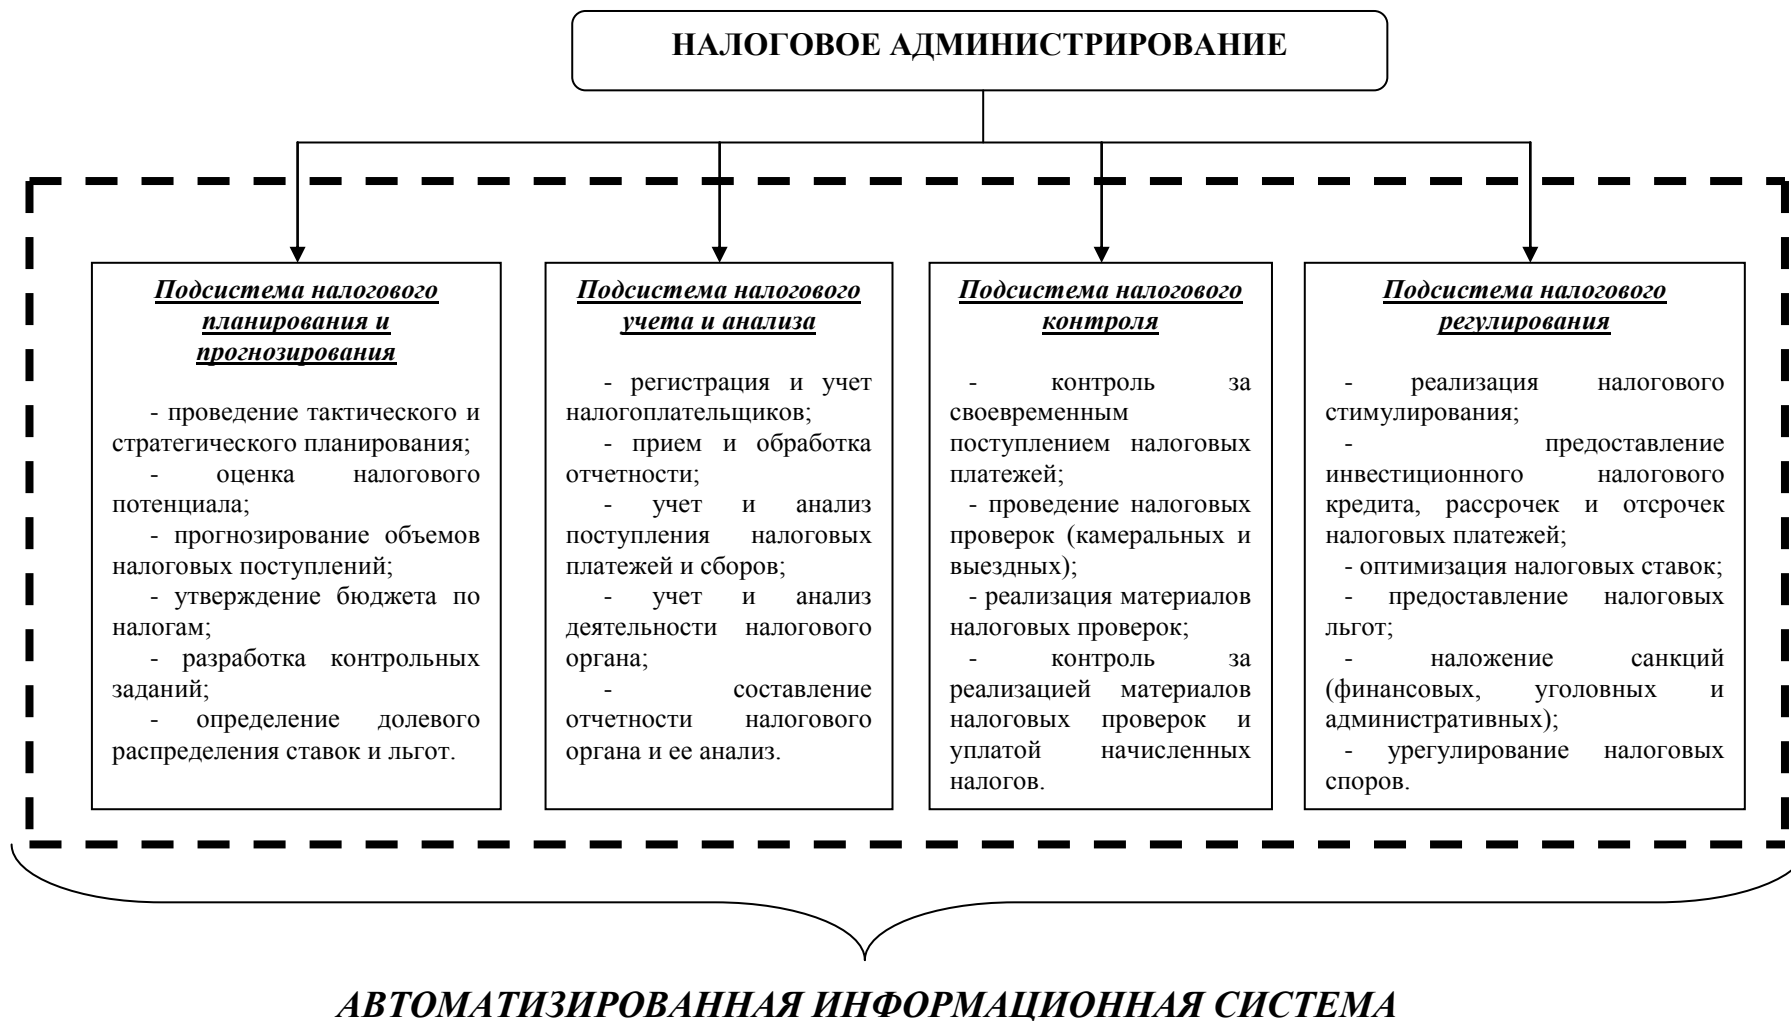 НАЛОГОВОЕ АДМИНИСТРИРОВАНИЕ
Подсистема налогового
планирования и
прогнозирования
- проведение тактического и
стратегического планирования;
- оценка налогового
потенциала;
- прогнозирование объемов
налоговых поступлений;
- утверждение бюджета по
налогам;
- разработка контрольных
заданий;
- определение долевого
распределения ставок и льгот.
Подсистема налогового
учета и анализа
- регистрация и учет
налогоплательщиков;
- прием и обработка
отчетности;
- учет и анализ
поступления налоговых
платежей и сборов;
- учет и анализ
деятельности налогового
органа;
- составление
отчетности налогового
органа и ее анализ.
Подсистема налогового
контроля
- контроль за
своевременным
поступлением налоговых
платежей;
- проведение налоговых
проверок (камеральных и
выездных);
- реализация материалов
налоговых проверок;
- контроль за
реализацией материалов
налоговых проверок и
уплатой начисленных
налогов.
Подсистема налогового
регулирования
- реализация налогового
стимулирования;
- предоставление
инвестиционного налогового
кредита, рассрочек и отсрочек
налоговых платежей;
- оптимизация налоговых ставок;
- предоставление налоговых
льгот;
- наложение санкций
(финансовых, уголовных и
административных);
- урегулирование налоговых
споров.
АВТОМАТИЗИРОВАННАЯ ИНФОРМАЦИОННАЯ СИСТЕМА